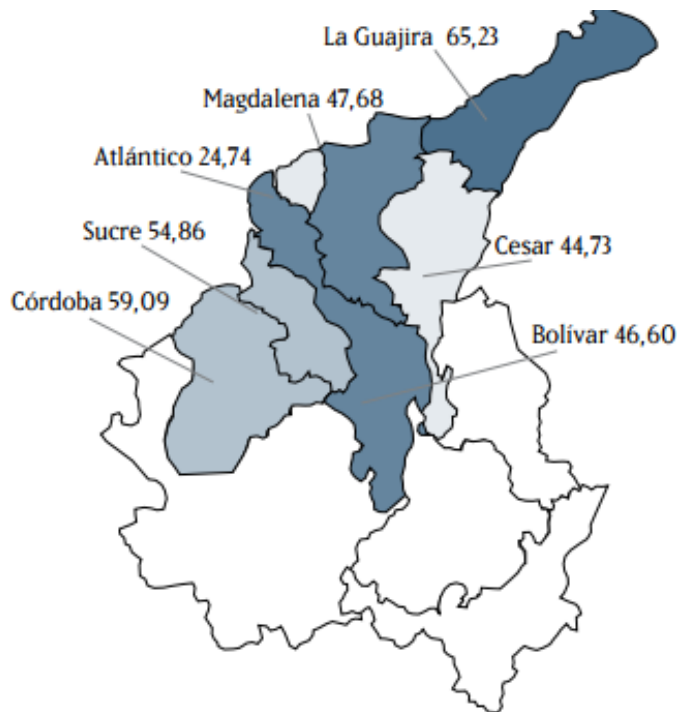 La Guajira 65,23
Magdalena 47,68
Atlántico 24,74
Sucre 54,86
Cesar 44,73
Córdoba 59,09
Bolívar 46,60